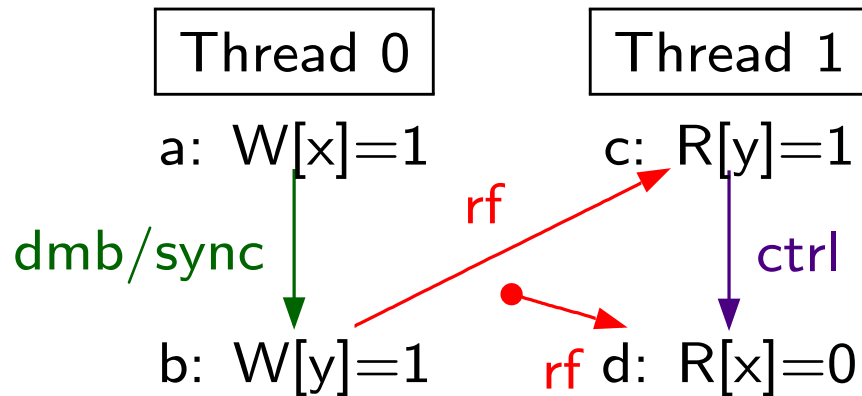 Thread 0
Thread 1
a: W[x]=1
c: R[y]=1
rf
dmb/sync
ctrl
b: W[y]=1
rf
d: R[x]=0